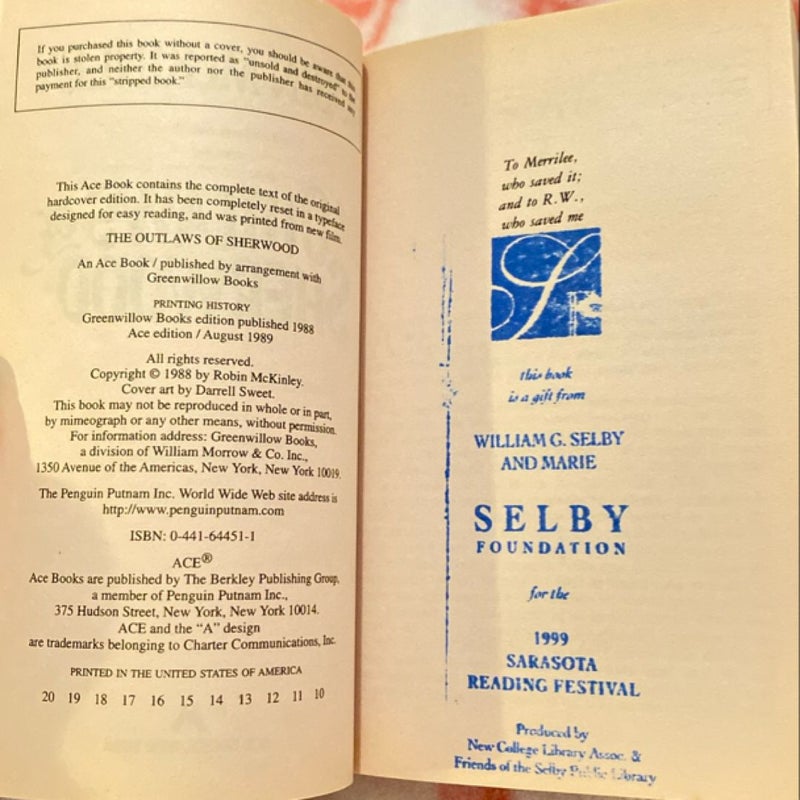 If you purchased this book without a cover, you should be aware that this
book is stolen property. It was reported as "unsold and destroyed" to the
publisher, and neither the author nor the publisher has received any
payment for this "stripped book."
This Ace Book contains the complete text of the original
hardcover edition. It has been completely reset in a typeface
designed for easy reading, and was printed from new film.
THE OUTLAWS OF SHERWOOD
An Ace Book / published by arrangement with
Greenwillow Books
PRINTING HISTORY
Greenwillow Books edition published 1988
Ace edition / August 1989
All rights reserved.
Copyright © 1988 by Robin McKinley.
Cover art by Darrell Sweet.
This book may not be reproduced in whole or in part,
by mimeograph or any other means, without permission.
For information address: Greenwillow Books,
a division of William Morrow & Co. Inc.,
1350 Avenue of the Americas, New York, New York 10019.
The Penguin Putnam Inc. World Wide Web site address is
http://www.penguinputnam.com
ISBN: 0-441-64451-1
ACE®
Ace Books are published by The Berkley Publishing Group,
a member of Penguin Putnam Inc.,
375 Hudson Street, New York, New York 10014.
ACE and the "A" design
are trademarks belonging to Charter Communications, Inc.
PRINTED IN THE UNITED STATES OF AMERICA
20 19 18 17 16 15 14 13 12 11 10
To Merrilee,
who saved it;
and to R.W.,
who saved me
this book
is a gift from
WILLIAM G. SELBY
AND MARIE
SELBY
FOUNDATION
for the
1999
SARASOTA
READING FESTIVAL
Produced by
New College Library Assoc. &
Friends of the Selby Public Library